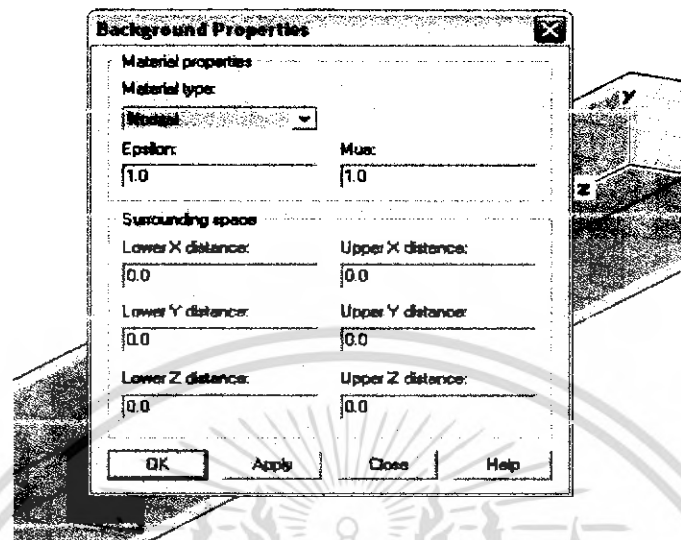 Background Properties
Material properties
Material type:
Normal
Epsilon: Mue:
1.0 1.0
Surrounding space
Lower X distance: Upper X distance:
0.0 0.0
Lower Y distance: Upper Y distance:
0.0 0.0
Lower Z distance: Upper Z distance:
0.0 0.0
OK Apply Close Help
y
z